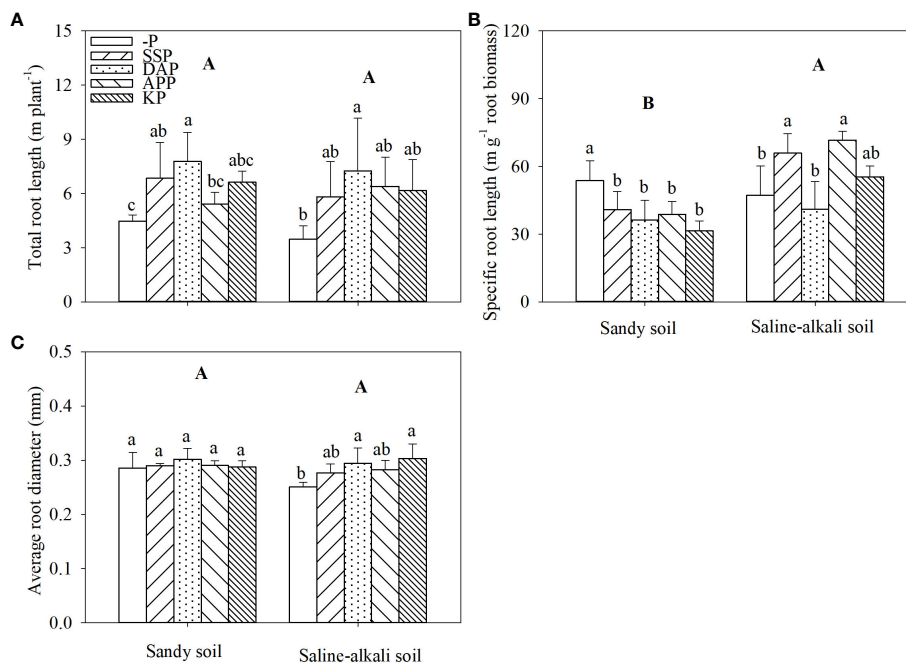 A
Total root length (m plant⁻¹)
15
12
9
6
3
0
-P
SSP
DAP
APP
KP
A
A
c
ab
a
bc
abc
b
ab
a
ab
ab
B
Specific root length (m g⁻¹ root biomass)
120
90
60
30
0
B
A
a
b
b
b
b
b
a
b
a
ab
Sandy soil
Saline-alkali soil
C
Average root diameter (mm)
0.5
0.4
0.3
0.2
0.1
0.0
A
A
a
a
a
a
a
b
ab
a
ab
a
Sandy soil
Saline-alkali soil